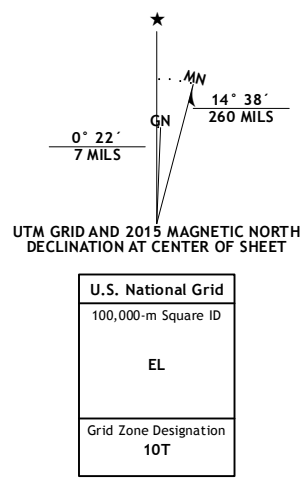 ★
MN
GN
14° 38´
260 MILS
0° 22´
7 MILS
UTM GRID AND 2015 MAGNETIC NORTH
DECLINATION AT CENTER OF SHEET
U.S. National Grid
100,000-m Square ID
EL
Grid Zone Designation
10T